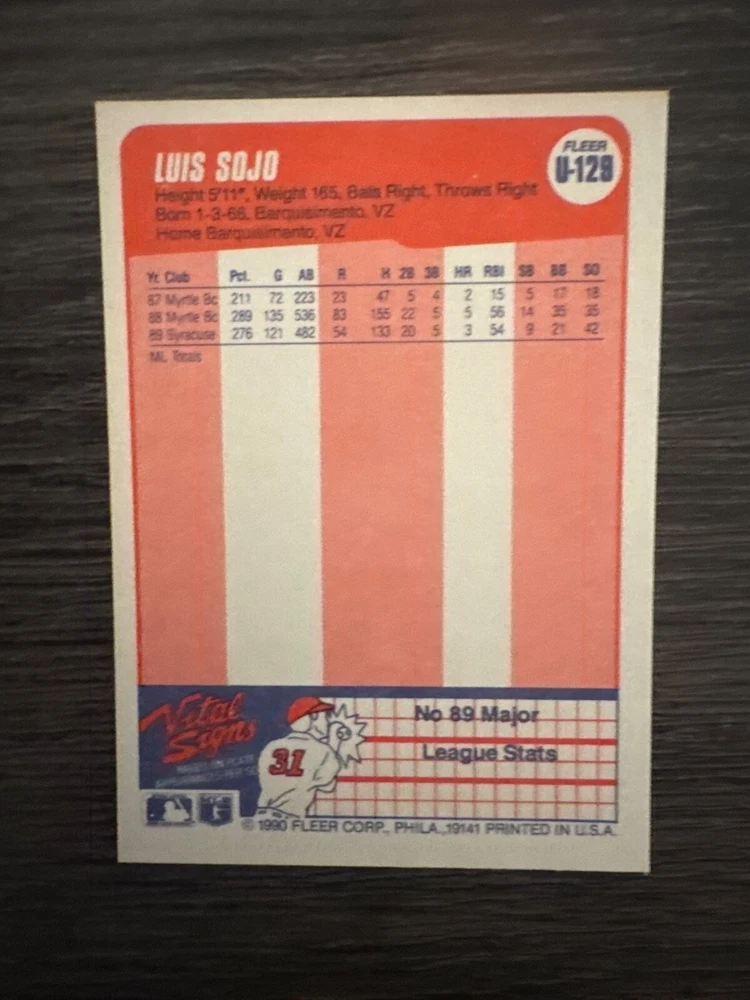 LUIS SOJO
FLEER
U-129
Height 5'11", Weight 165, Bats Right, Throws Right
Born 1-3-66, Barquisimento, VZ
Home Barquisimento, VZ
Yr. Club Pct. G AB R H 2B 3B HR RBI SB BB SO
87 Myrtle Bc .211 72 223 23 47 5 4 2 15 5 17 18
88 Myrtle Bc .289 135 536 83 155 22 5 5 56 14 35 35
89 Syracuse .276 121 482 54 133 20 5 3 54 9 21 42
ML Totals
Vital
Signs
31
No 89 Major
League Stats
© 1990 FLEER CORP., PHILA., 19141 PRINTED IN U.S.A.